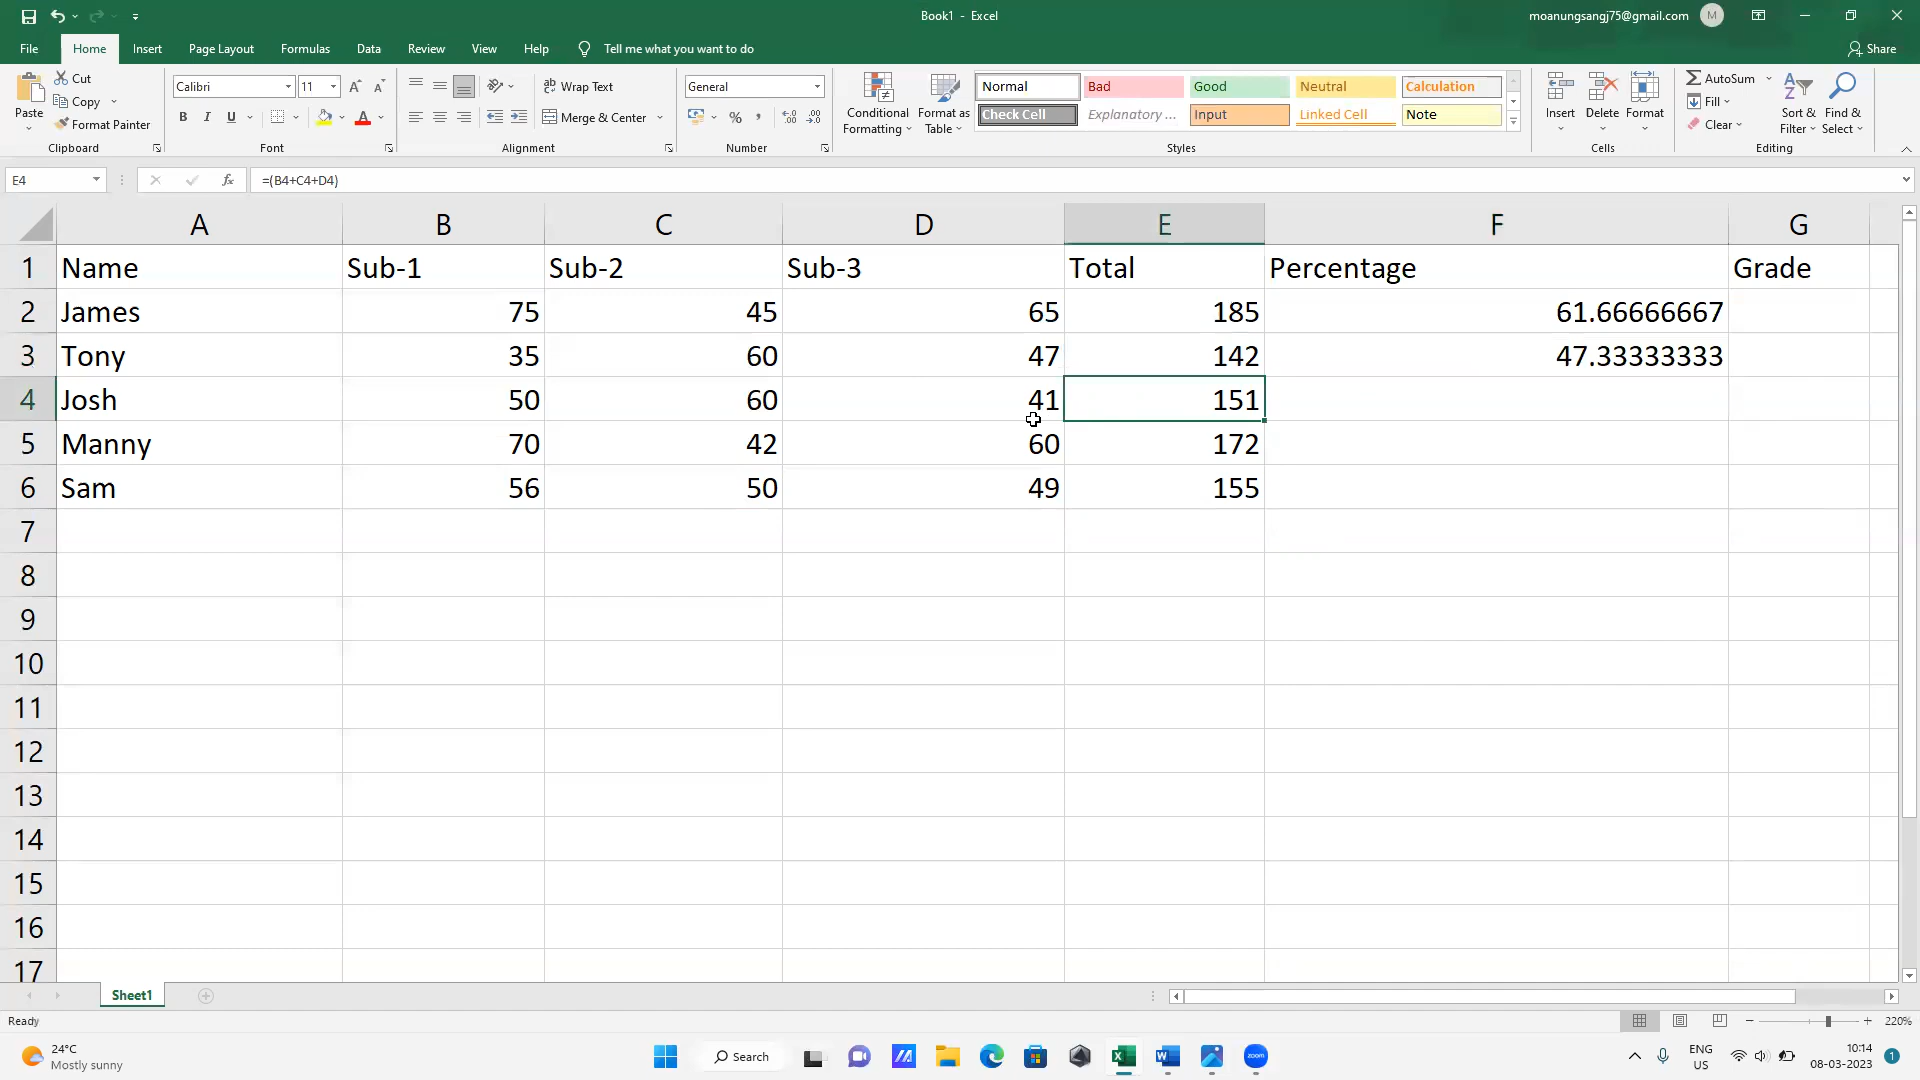 Book1 - Excel
moanungsangj75@gmail.com
M
File Home Insert Page Layout Formulas Data Review View Help Tell me what you want to do
Share
Paste
Cut
Copy
Format Painter
Clipboard
Calibri 11
B I U
Font
Wrap Text
Merge & Center
Alignment
General
%
Number
Conditional Formatting
Format as Table
Normal Bad Good Neutral Calculation
Check Cell Explanatory ... Input Linked Cell Note
Styles
Insert Delete Format
Cells
AutoSum
Fill
Clear
Sort & Filter
Find & Select
Editing
E4
fx
=(B4+C4+D4)
A B C D E F G
1 Name Sub-1 Sub-2 Sub-3 Total Percentage Grade
2 James 75 45 65 185 61.66666667
3 Tony 35 60 47 142 47.33333333
4 Josh 50 60 41 151
5 Manny 70 42 60 172
6 Sam 56 50 49 155
7
8
9
10
11
12
13
14
15
16
17
Sheet1
Ready
220%
24°C
Mostly sunny
Search
zoom
ENG
US
10:14
08-03-2023
1